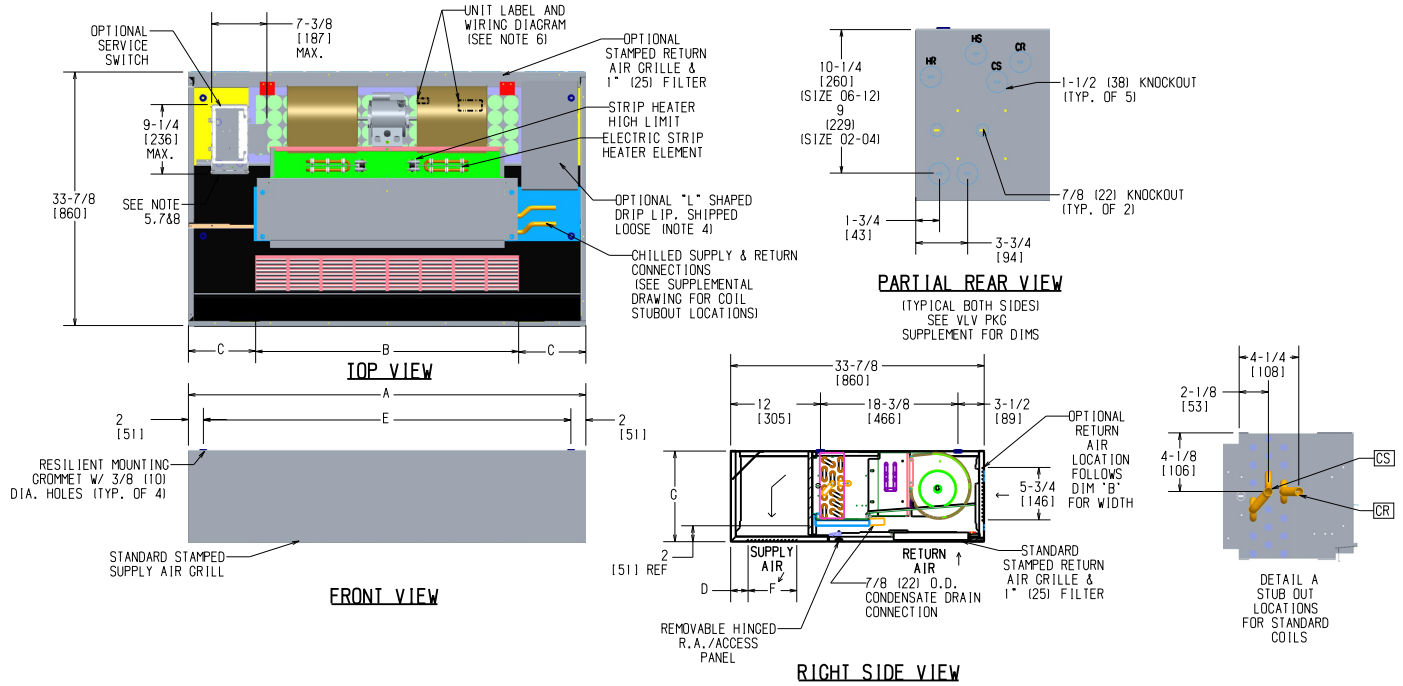 OPTIONAL
SERVICE
SWITCH
7-3/8
[187]
MAX.
UNIT LABEL AND
WIRING DIAGRAM
(SEE NOTE 6)
OPTIONAL
STAMPED RETURN
AIR GRILLE &
1" (25) FILTER
STRIP HEATER
HIGH LIMIT
ELECTRIC STRIP
HEATER ELEMENT
9-1/4
[236]
MAX.
33-7/8
[860]
SEE NOTE
5,7&8
OPTIONAL "L" SHAPED
DRIP LIP. SHIPPED
LOOSE (NOTE 4)
CHILLED SUPPLY & RETURN
CONNECTIONS
(SEE SUPPLEMENTAL
DRAWING FOR COIL
STUBOUT LOCATIONS)
C
B
C
TOP VIEW
A
2
[51]
E
2
[51]
RESILIENT MOUNTING
GROMMET W/ 3/8 (10)
DIA. HOLES (TYP. OF 4)
STANDARD STAMPED
SUPPLY AIR GRILL
FRONT VIEW
HS
CR
HR
CS
10-1/4
[260]
(SIZE 06-12)
9
(229)
(SIZE 02-04)
1-1/2 (38) KNOCKOUT
(TYP. OF 5)
7/8 (22) KNOCKOUT
(TYP. OF 2)
1-3/4
[43]
3-3/4
[94]
PARTIAL REAR VIEW
(TYPICAL BOTH SIDES)
SEE VLV PKG
SUPPLEMENT FOR DIMS
33-7/8
[860]
12
[305]
18-3/8
[466]
3-1/2
[89]
OPTIONAL
RETURN
AIR
LOCATION
FOLLOWS
DIM 'B'
FOR WIDTH
G
5-3/4
[146]
2
[51] REF
SUPPLY
AIR
RETURN
AIR
D
F
7/8 (22) O.D.
CONDENSATE DRAIN
CONNECTION
STANDARD
STAMPED RETURN
AIR GRILLE &
1" (25) FILTER
REMOVABLE HINGED
R.A./ACCESS
PANEL
RIGHT SIDE VIEW
4-1/4
[108]
2-1/8
[53]
4-1/8
[106]
CS
CR
DETAIL A
STUB OUT
LOCATIONS
FOR STANDARD
COILS